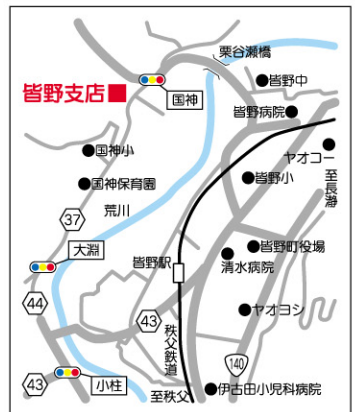 栗谷瀬橋
皆野中
皆野支店
国神
皆野病院
ヤオコー
国神小
至長瀞
国神保育園
皆野小
37
荒川
大淵
皆野駅
皆野町役場
清水病院
44
43
秩父鉄道
ヤオヨシ
140
43
小柱
至秩父
伊古田小児科病院